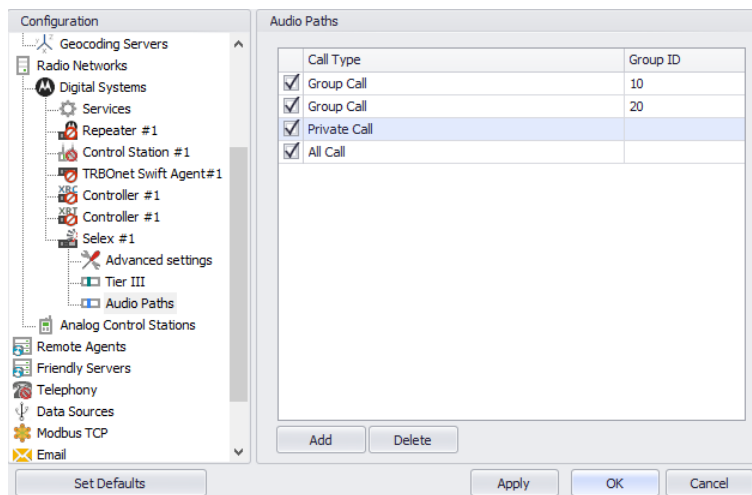 Configuration
Geocoding Servers
Radio Networks
Digital Systems
Services
Repeater #1
Control Station #1
TRBOnet Swift Agent#1
XRC
Controller #1
XRT
Controller #1
Selex #1
Advanced settings
Tier III
Audio Paths
Analog Control Stations
Remote Agents
Friendly Servers
Telephony
Data Sources
Modbus TCP
Email
Set Defaults
Audio Paths
Call Type Group ID
Group Call 10
Group Call 20
Private Call
All Call
Add Delete
Apply OK Cancel